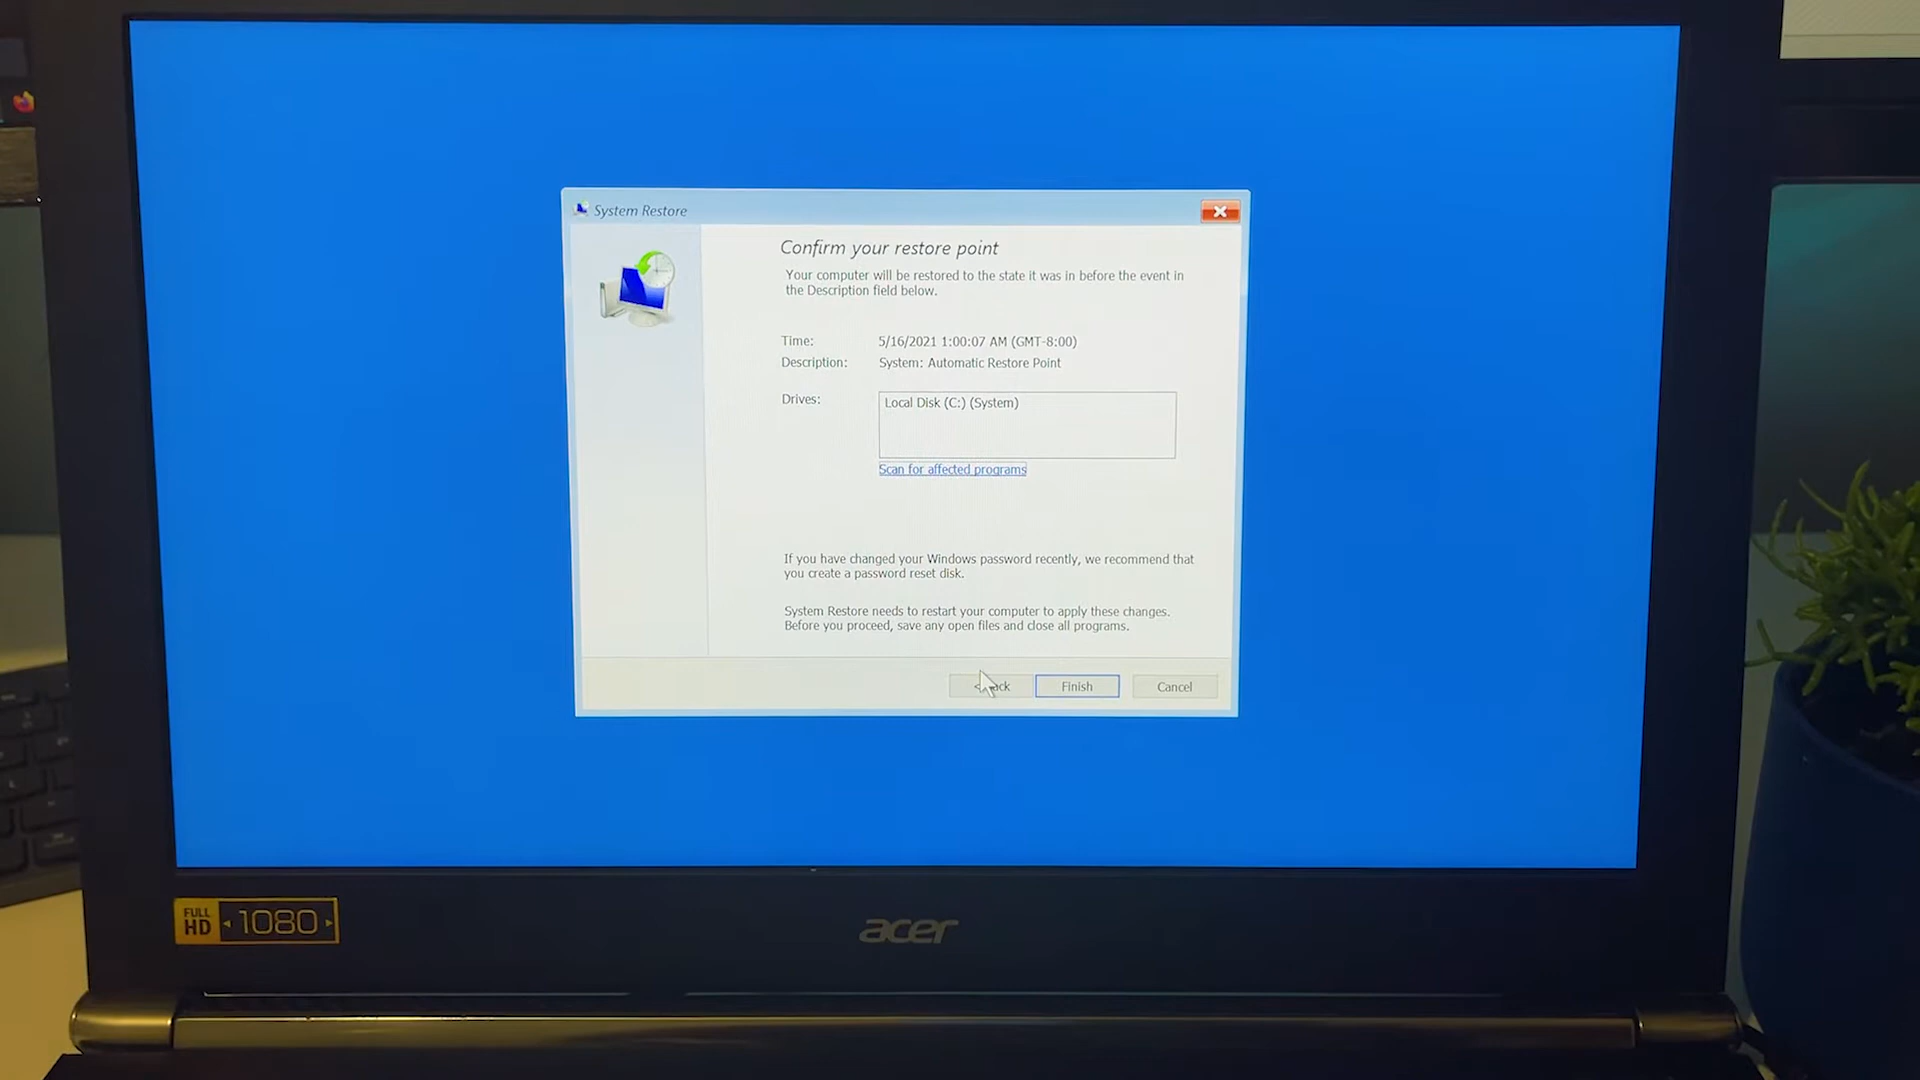 System Restore
Confirm your restore point
Your computer will be restored to the state it was in before the event in
the Description field below.
Time: 5/16/2021 1:00:07 AM (GMT-8:00)
Description: System: Automatic Restore Point
Drives: Local Disk (C:) (System)
Scan for affected programs
If you have changed your Windows password recently, we recommend that
you create a password reset disk.
System Restore needs to restart your computer to apply these changes.
Before you proceed, save any open files and close all programs.
Finish Cancel
FULL HD 1080
acer